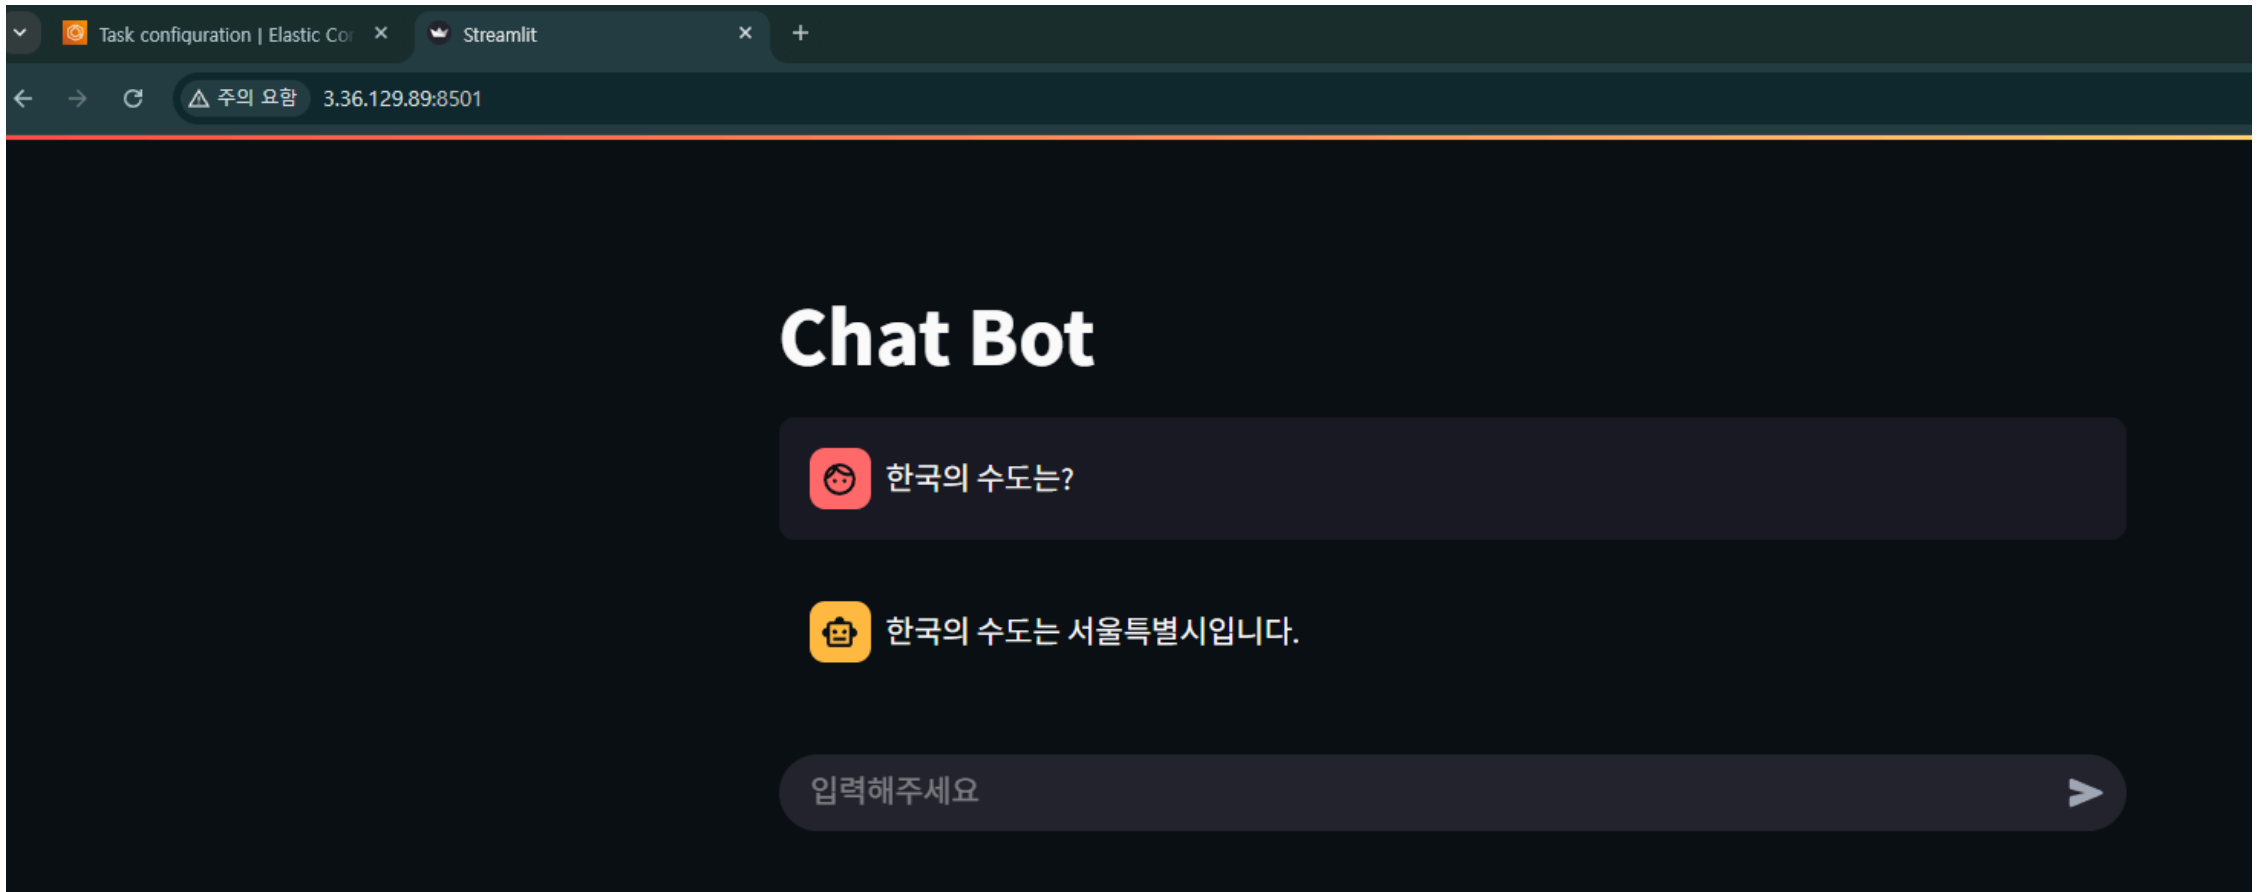 Task configuration | Elastic Cor
Streamlit
주의 요함 3.36.129.89:8501
Chat Bot
한국의 수도는?
한국의 수도는 서울특별시입니다.
입력해주세요